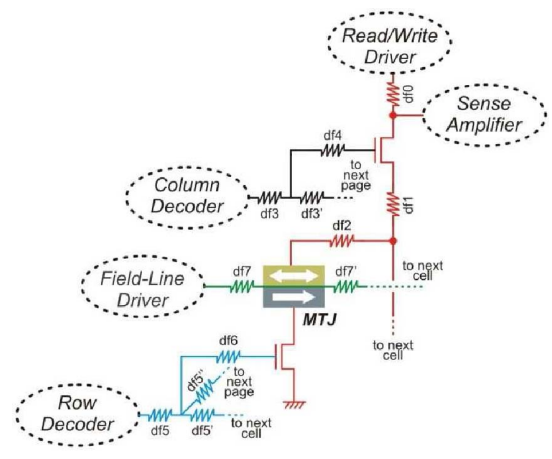 Read/Write
Driver
df0
Sense
Amplifier
df4
to
next
page
Column
Decoder
df3
df3'
df1
df2
Field-Line
Driver
df7
df7'
to next
cell
MTJ
to next
cell
df6
df5''
to
next
page
Row
Decoder
df5
df5'
to next
cell